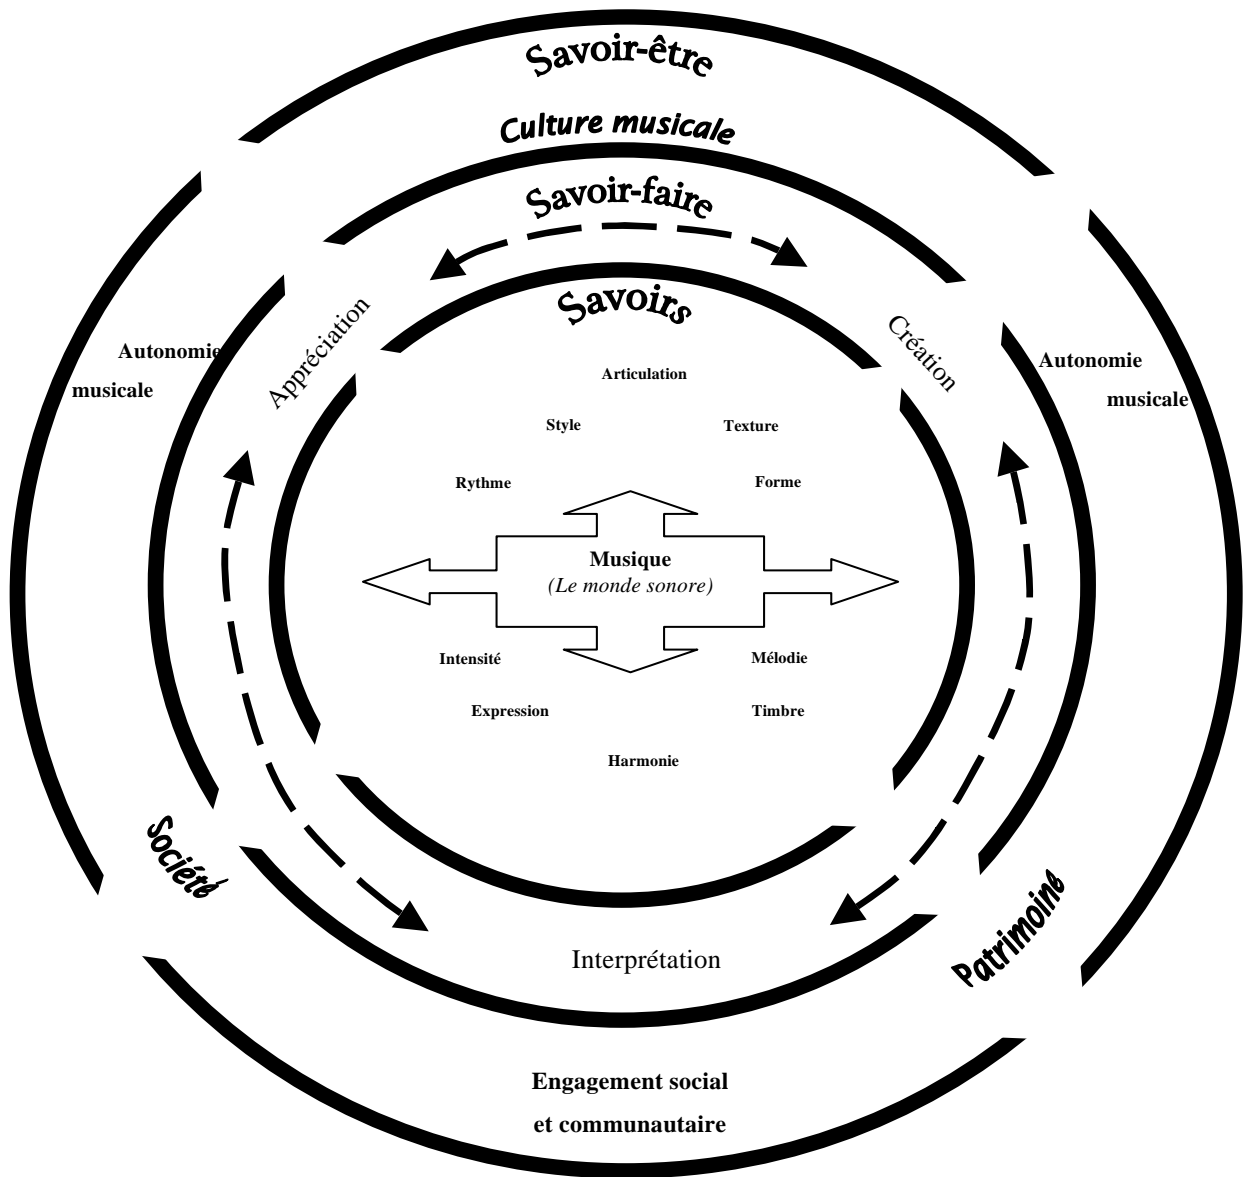 Savoir-être
Culture musicale
Savoir-faire
Appréciation
Création
Savoirs
Autonomie
musicale
Autonomie
musicale
Articulation
Style
Texture
Rythme
Forme
Musique
(Le monde sonore)
Intensité
Mélodie
Expression
Timbre
Harmonie
Société
Patrimoine
Interprétation
Engagement social
et communautaire